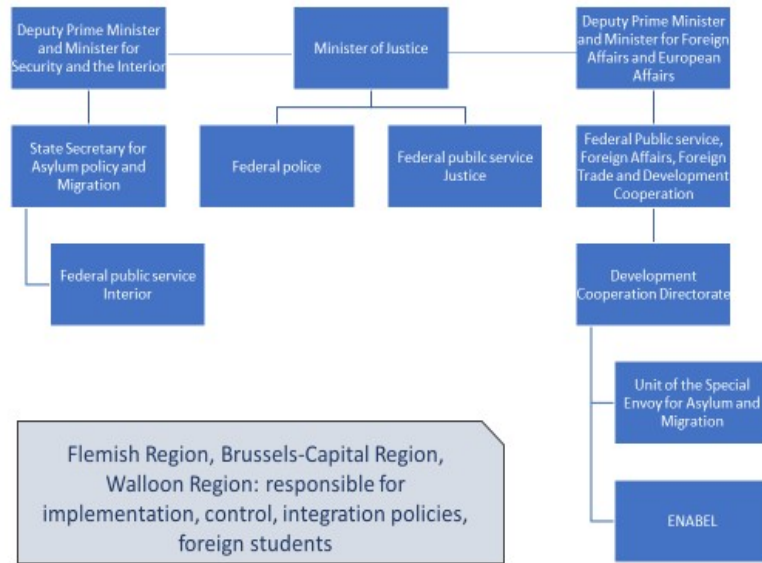 Deputy Prime Minister
and Minister for
Security and the Interior
Minister of Justice
Deputy Prime Minister
and Minister for Foreign
Affairs and European
Affairs
State Secretary for
Asylum policy and
Migration
Federal police
Federal publilc service
Justice
Federal Public service,
Foreign Affairs, Foreign
Trade and Development
Cooperation
Federal public service
Interior
Development
Cooperation Directorate
Unit of the Special
Envoy for Asylum and
Migration
Flemish Region, Brussels-Capital Region,
Walloon Region: responsible for
implementation, control, integration policies,
foreign students
ENABEL